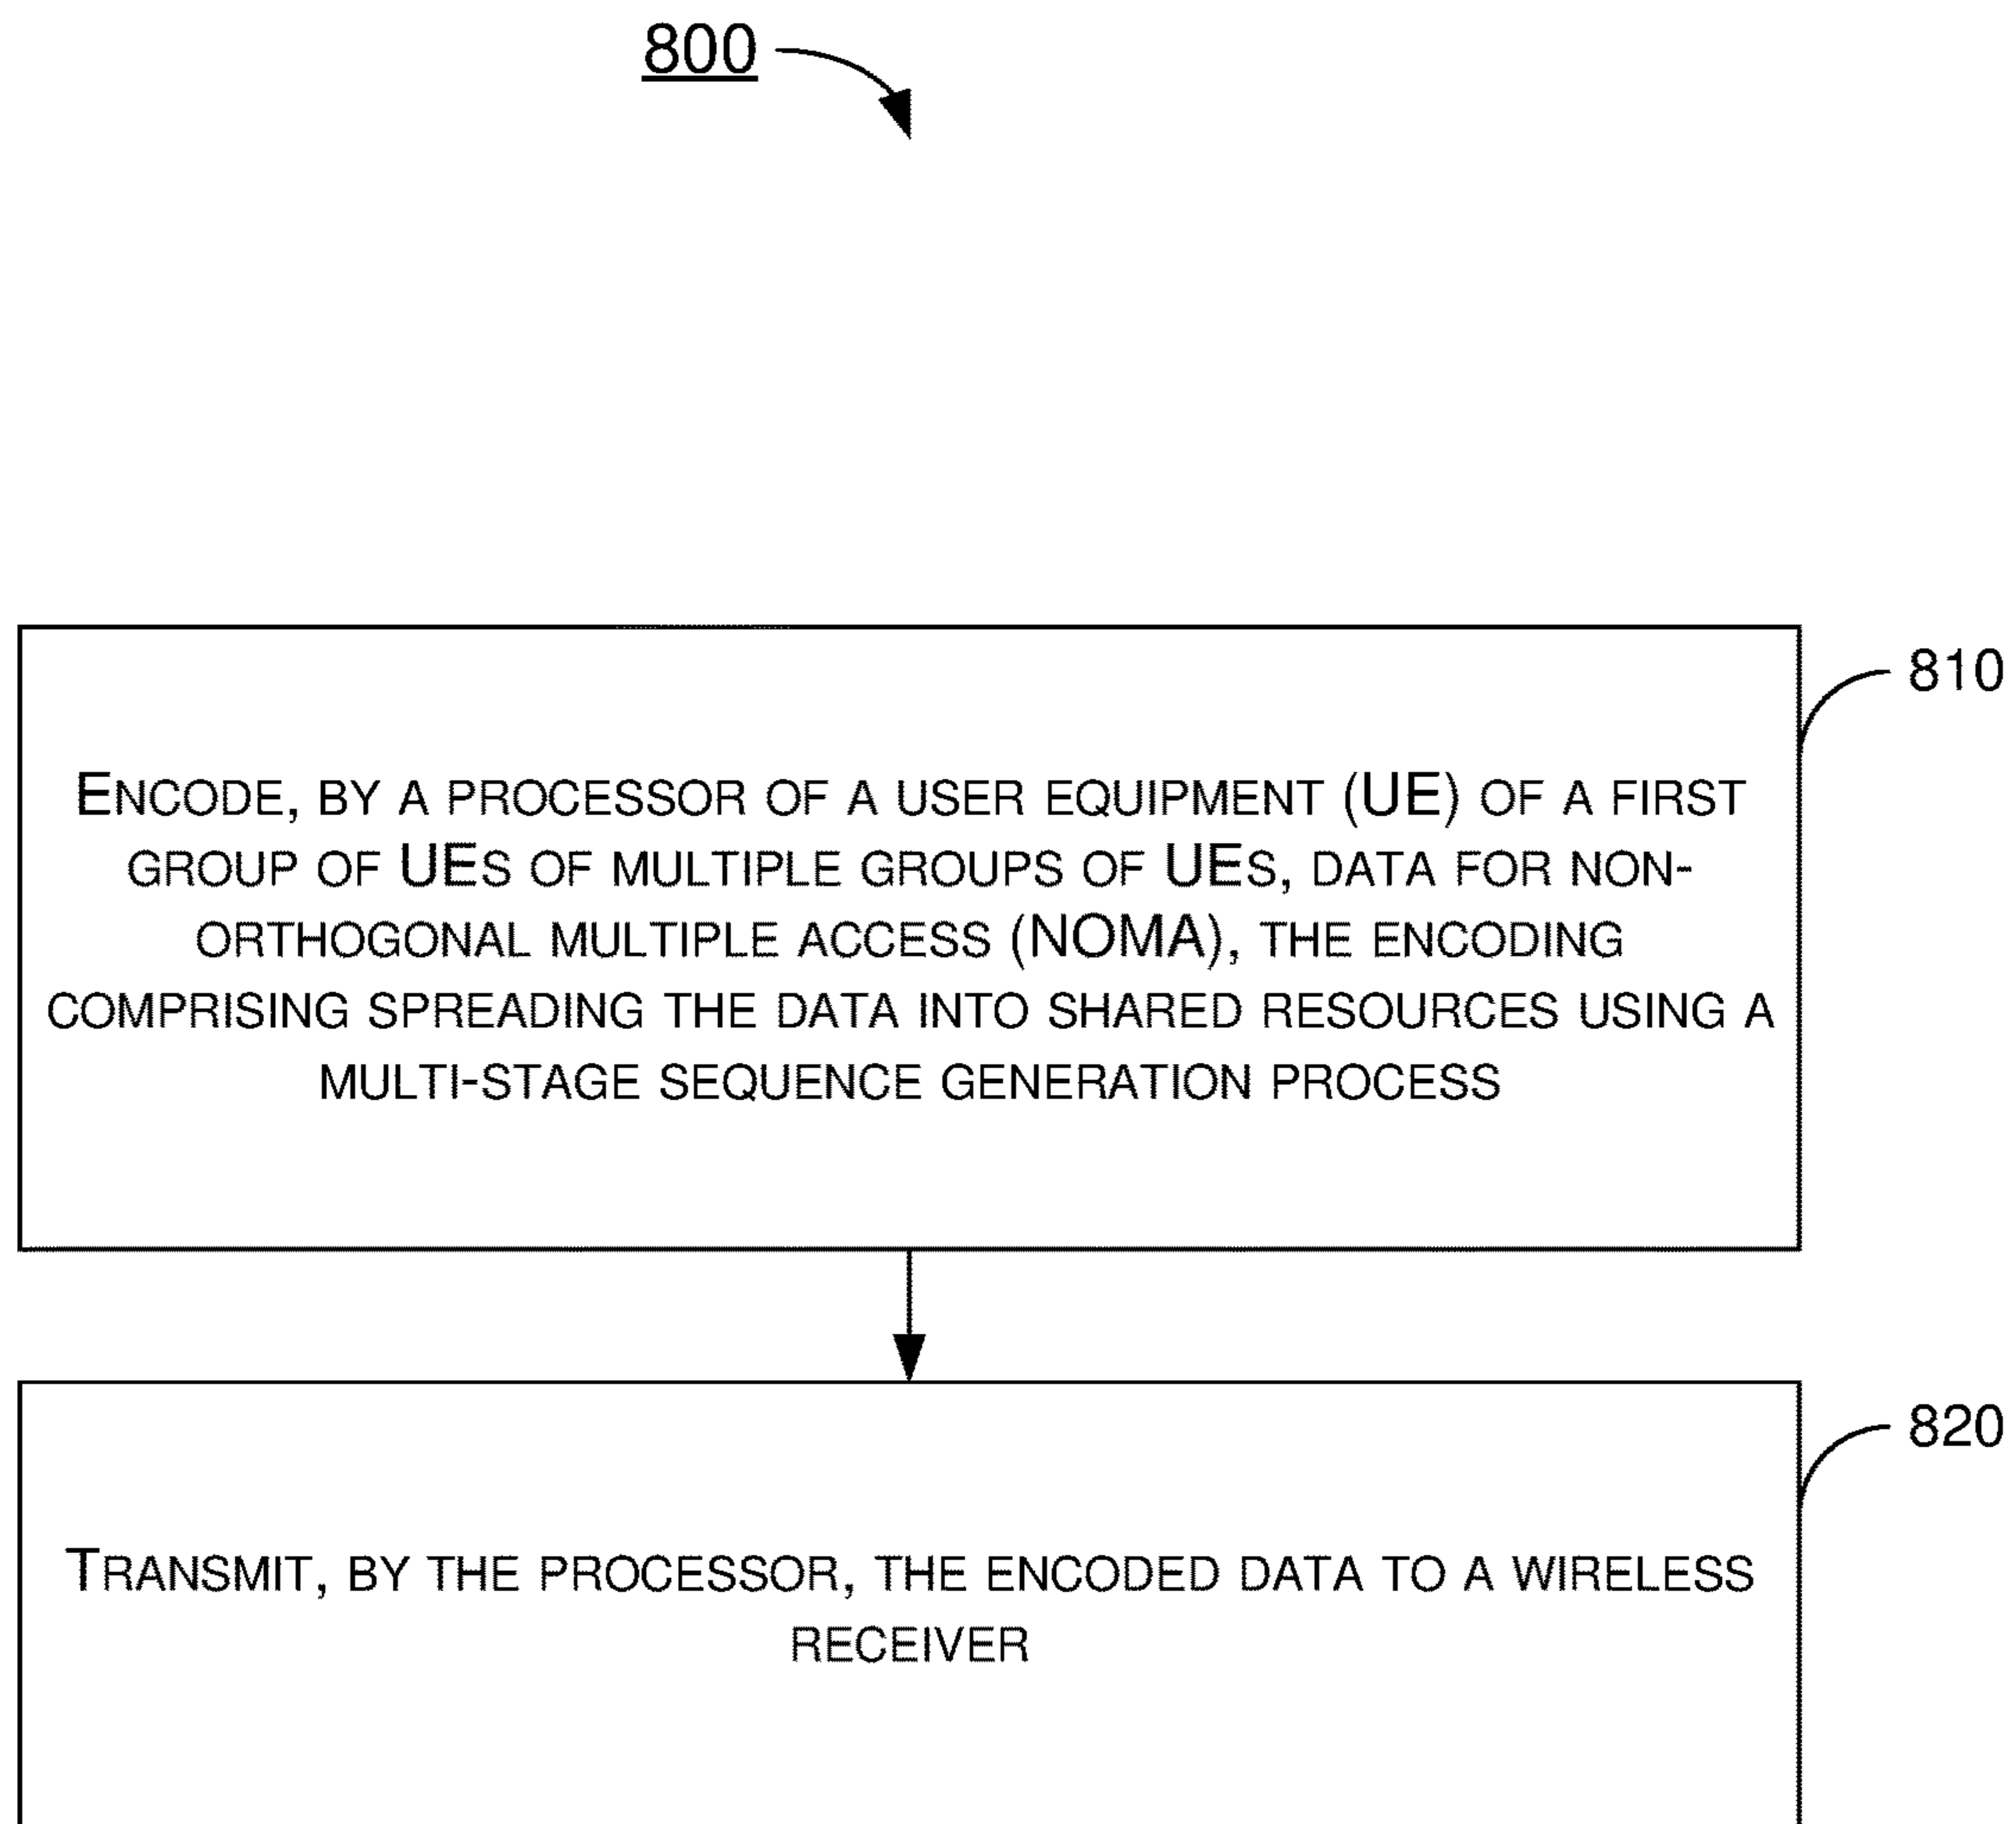 800
810
ENCODE, BY A PROCESSOR OF A USER EQUIPMENT (UE) OF A FIRST
GROUP OF UES OF MULTIPLE GROUPS OF UES, DATA FOR NON-
ORTHOGONAL MULTIPLE ACCESS (NOMA), THE ENCODING
COMPRISING SPREADING THE DATA INTO SHARED RESOURCES USING A
MULTI-STAGE SEQUENCE GENERATION PROCESS
820
TRANSMIT, BY THE PROCESSOR, THE ENCODED DATA TO A WIRELESS
RECEIVER